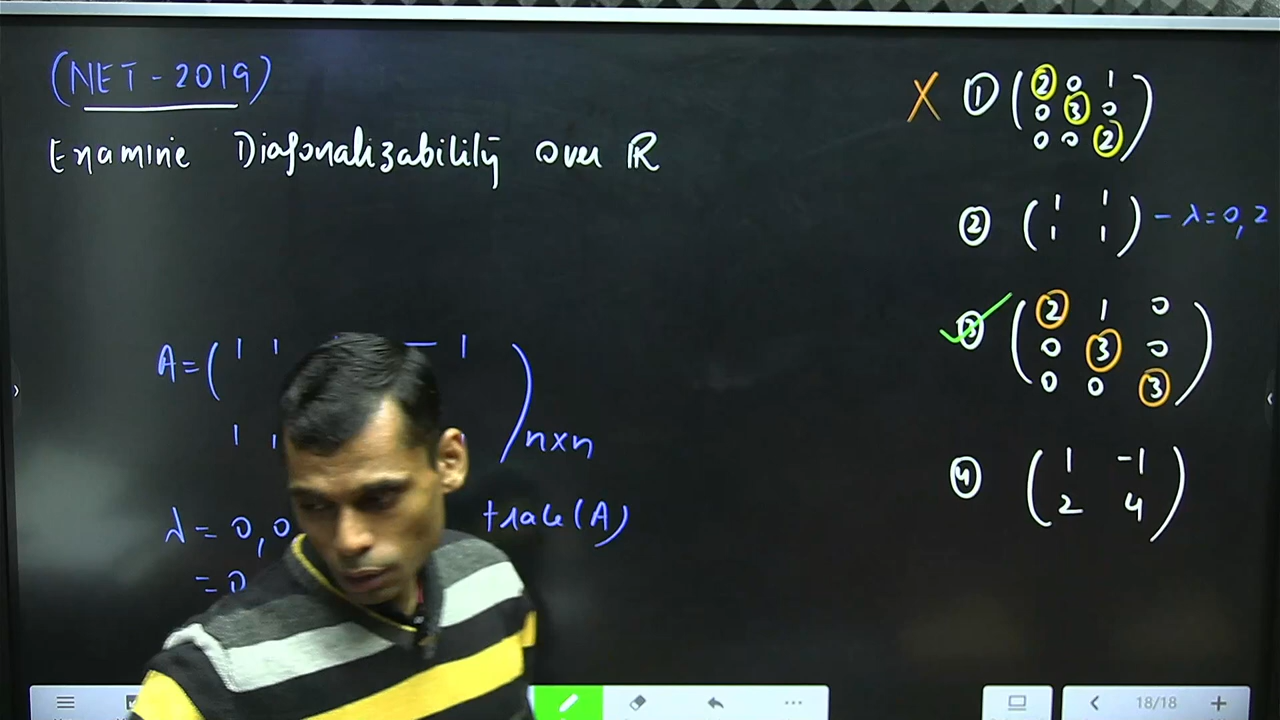 (NET-2019)
Examine Diagonalizability over ℝ
A = ( 1 1 — 1
1 1 ) n×n
λ = 0, 0 trace(A)
= 0
X ① ( 2 0 1
0 3 0
0 0 2 )
② ( 1 1
1 1 ) - λ = 0, 2
③ ( 2 1 0
0 3 0
0 0 3 )
④ ( 1 -1
2 4 )
18/18